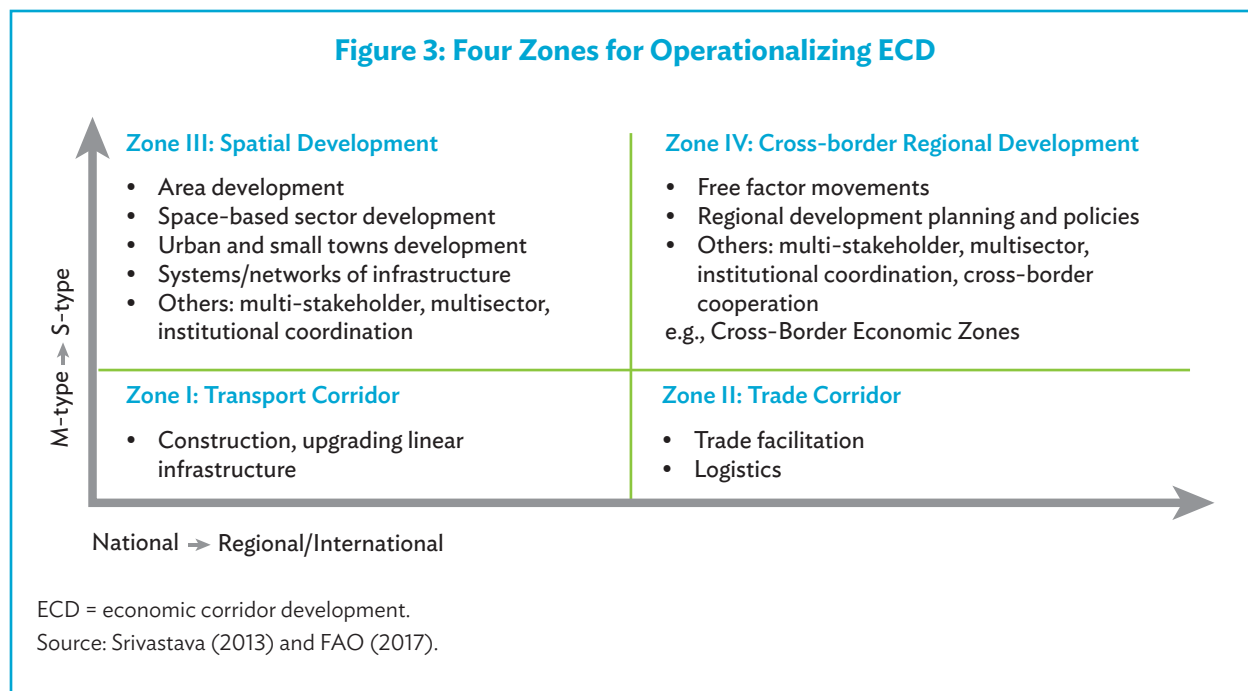 Figure 3: Four Zones for Operationalizing ECD
Zone III: Spatial Development
• Area development
• Space-based sector development
• Urban and small towns development
• Systems/networks of infrastructure
• Others: multi-stakeholder, multisector,
institutional coordination
Zone IV: Cross-border Regional Development
• Free factor movements
• Regional development planning and policies
• Others: multi-stakeholder, multisector,
institutional coordination, cross-border
cooperation
e.g., Cross-Border Economic Zones
M-type → S-type
Zone I: Transport Corridor
• Construction, upgrading linear
infrastructure
Zone II: Trade Corridor
• Trade facilitation
• Logistics
National → Regional/International
ECD = economic corridor development.
Source: Srivastava (2013) and FAO (2017).